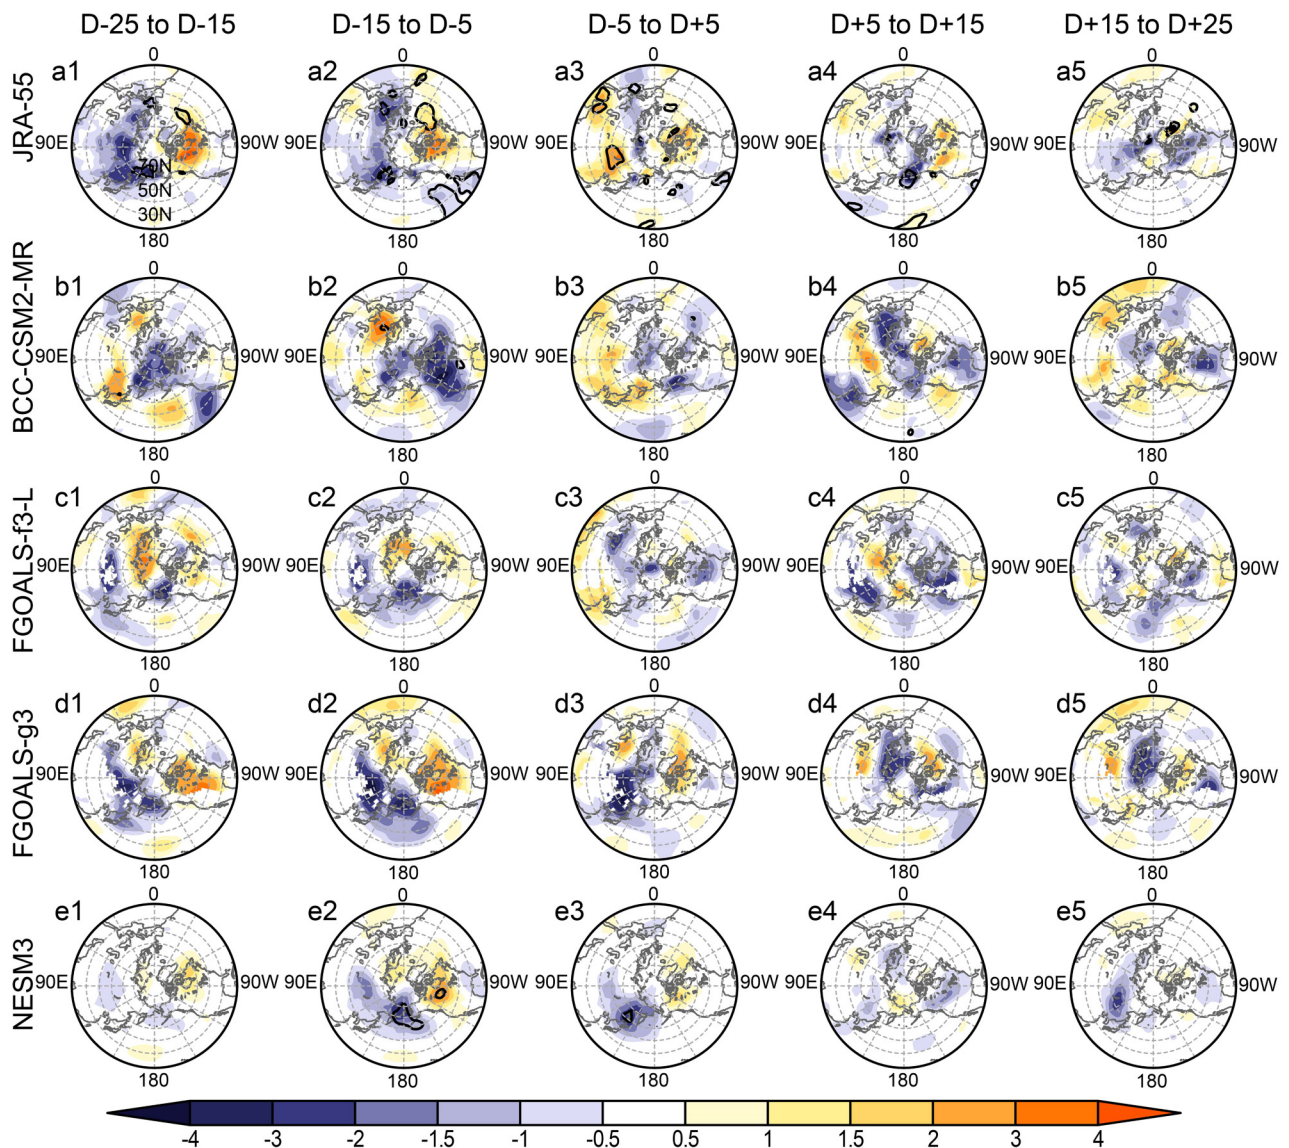 D-25 to D-15 D-15 to D-5 D-5 to D+5 D+5 to D+15 D+15 to D+25
JRA-55
0 0 0 0 0
a1 a2 a3 a4 a5
90E 90W 90E 90W 90E 90W 90E 90W 90E 90W
70N
50N
30N
180 180 180 180 180
BCC-CSM2-MR
0 0 0 0 0
b1 b2 b3 b4 b5
90E 90W 90E 90W 90E 90W 90E 90W 90E 90W
180 180 180 180 180
FGOALS-f3-L
0 0 0 0 0
c1 c2 c3 c4 c5
90E 90W 90E 90W 90E 90W 90E 90W 90E 90W
180 180 180 180 180
FGOALS-g3
0 0 0 0 0
d1 d2 d3 d4 d5
90E 90W 90E 90W 90E 90W 90E 90W 90E 90W
180 180 180 180 180
NESM3
0 0 0 0 0
e1 e2 e3 e4 e5
90E 90W 90E 90W 90E 90W 90E 90W 90E 90W
180 180 180 180 180
-4 -3 -2 -1.5 -1 -0.5 0.5 1 1.5 2 3 4